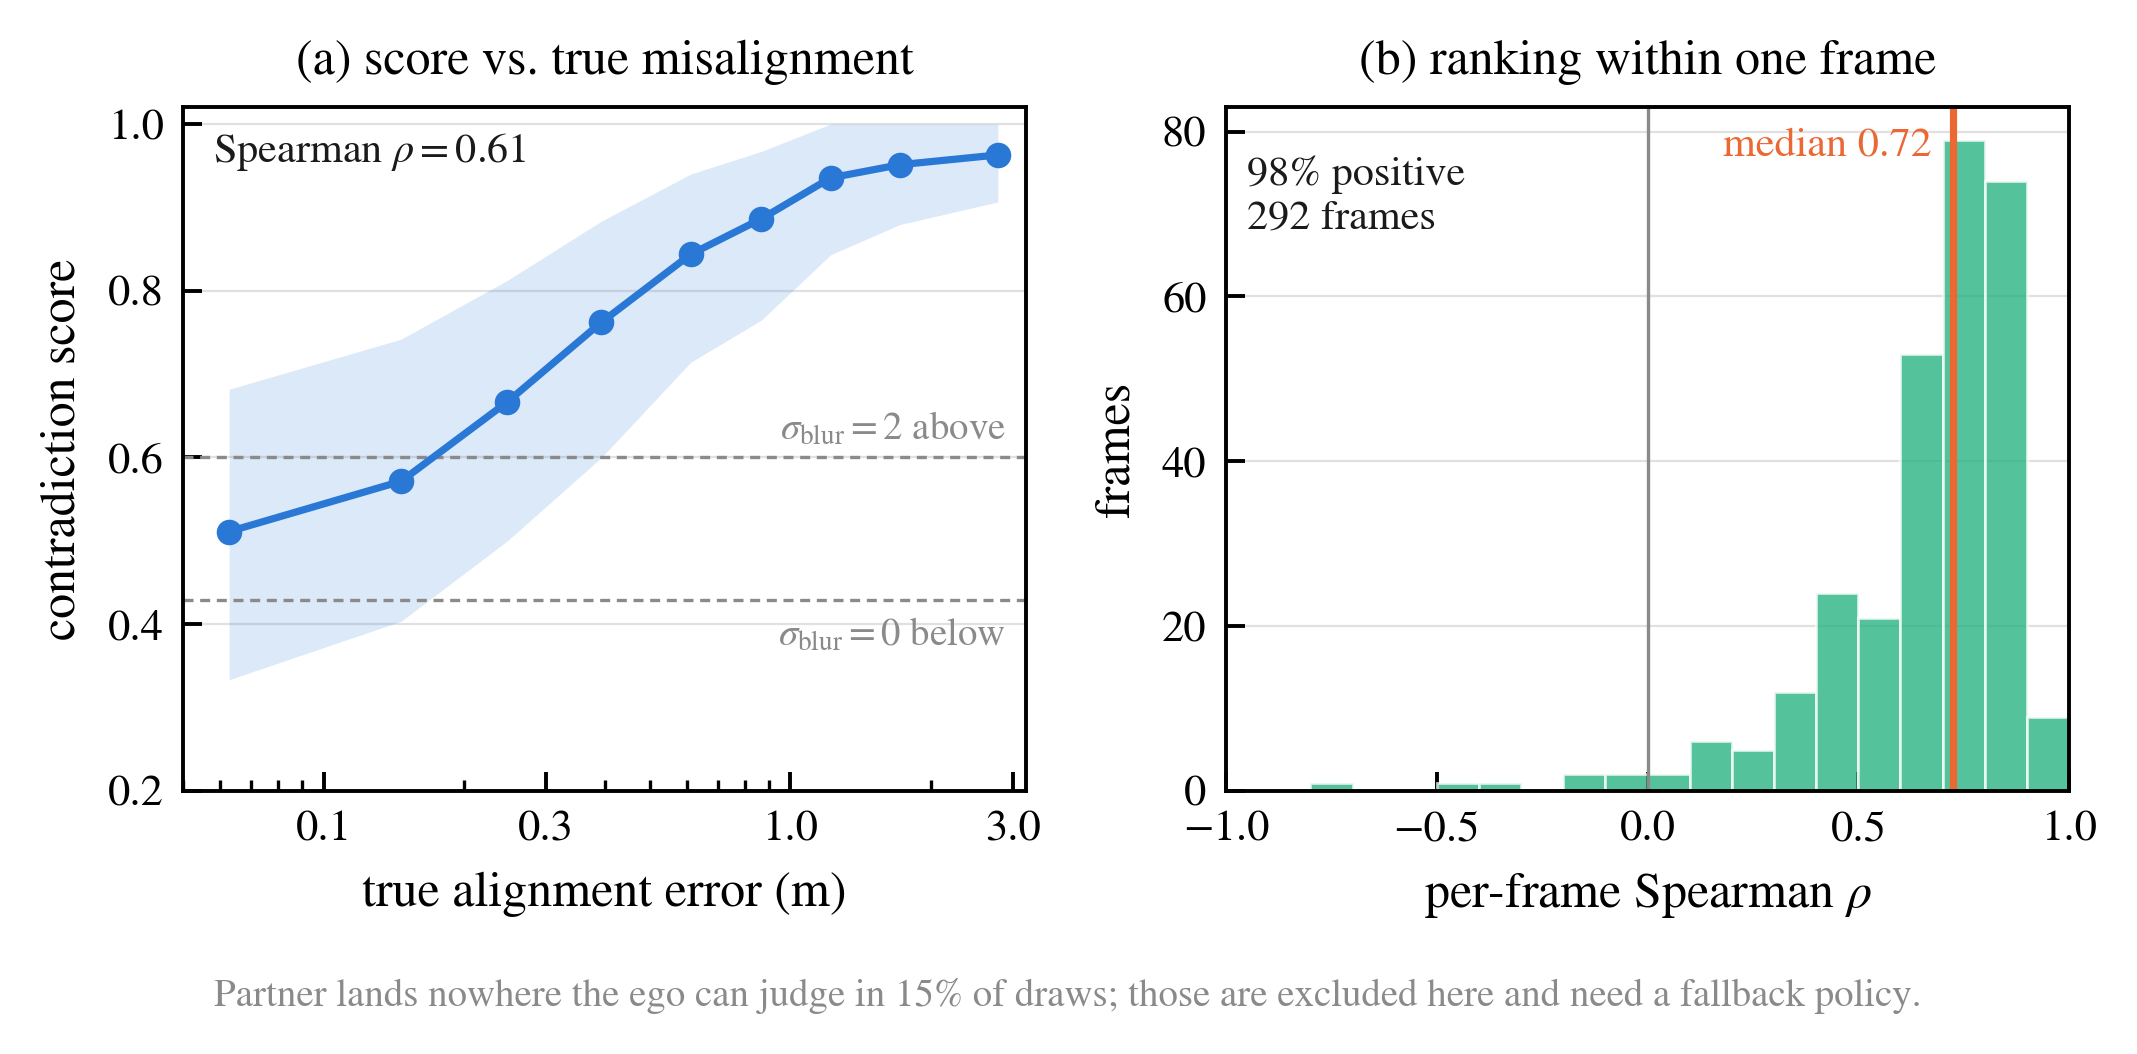 (a) score vs. true misalignment
Spearman ρ = 0.61
1.0
0.8
0.6
0.4
0.2
contradiction score
σblur = 2 above
σblur = 0 below
0.1 0.3 1.0 3.0
true alignment error (m)
(b) ranking within one frame
median 0.72
98% positive
292 frames
80
60
40
20
0
frames
−1.0 −0.5 0.0 0.5 1.0
per-frame Spearman ρ
Partner lands nowhere the ego can judge in 15% of draws; those are excluded here and need a fallback policy.